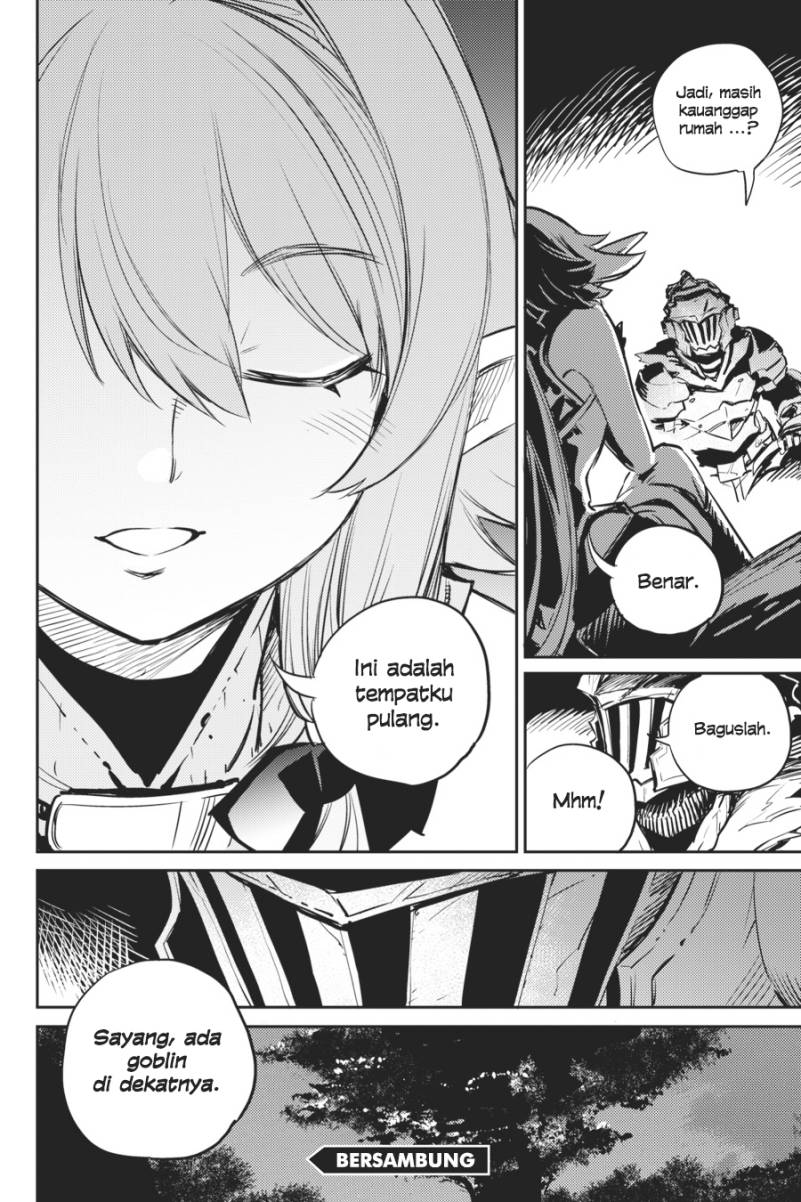 Jadi, masih
kauanggap
rumah ...?
Benar.
Ini adalah
tempatku
pulang.
Baguslah.
Mhm!
Sayang, ada
goblin
di dekatnya.
BERSAMBUNG